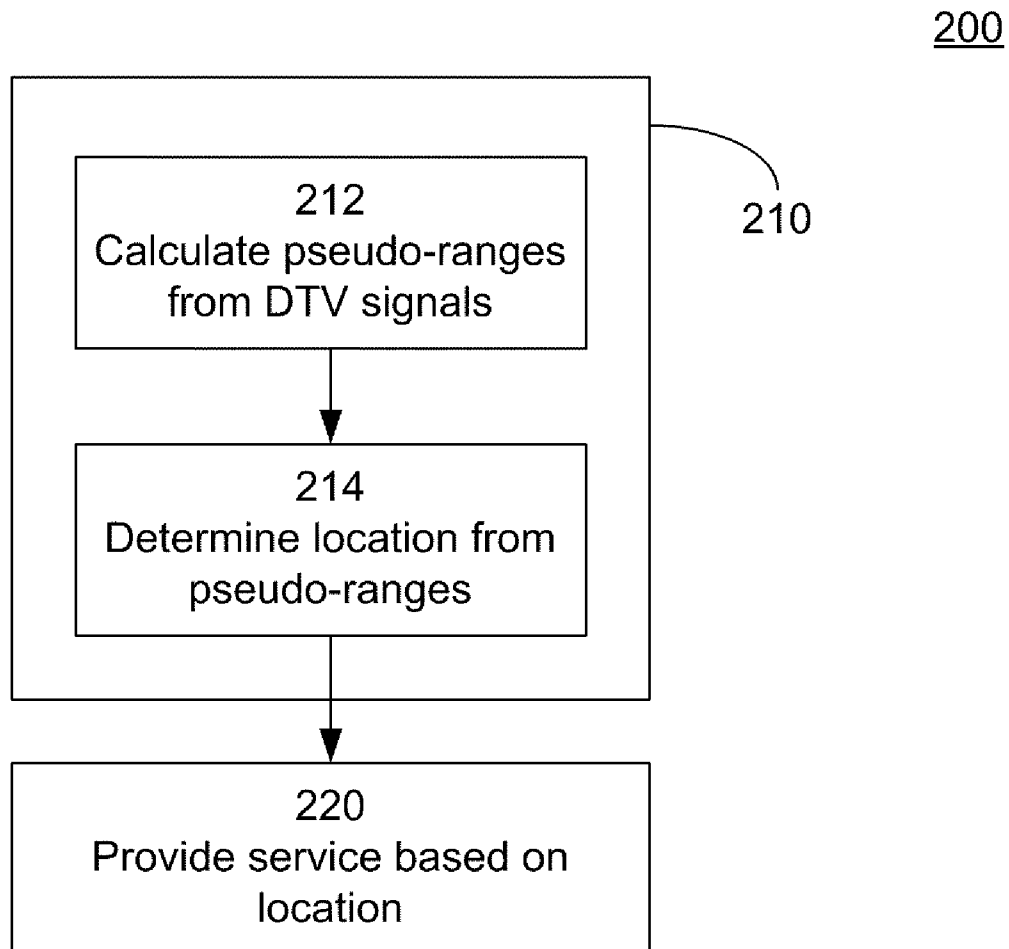 200
212
Calculate pseudo-ranges
from DTV signals
210
214
Determine location from
pseudo-ranges
220
Provide service based on
location